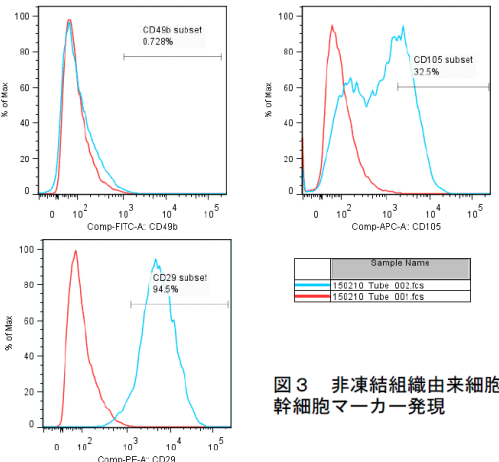 100
80
60
40
20
0
% of Max
CD49b subset
0.728%
0 10^2 10^3 10^4 10^5
Comp-FITC-A: CD49b
100
80
60
40
20
0
% of Max
CD105 subset
32.5%
0 10^2 10^3 10^4 10^5
Comp-APC-A: CD105
100
80
60
40
20
0
% of Max
CD29 subset
94.5%
0 10^2 10^3 10^4 10^5
Comp-PE-A: CD29
Sample Name
150210_Tube_002.fcs
150210_Tube_001.fcs
図３　非凍結組織由来細胞
幹細胞マーカー発現